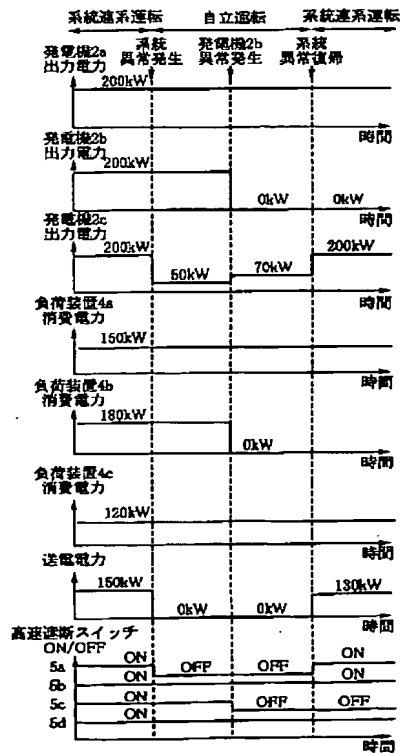 系統連系運転 自立運転 系統連系運転
発電機2a 系統 発電機2b 系統
出力電力 異常発生 異常発生 異常復帰
200kW
時間
発電機2b
出力電力
200kW
0kW 0kW
時間
発電機2c
出力電力
200kW 50kW 70kW 200kW
時間
負荷装置4a
消費電力
150kW
時間
負荷装置4b
消費電力
180kW
0kW
時間
負荷装置4c
消費電力
120kW
時間
送電電力
150kW 0kW 0kW 130kW
時間
高速遮断スイッチ
ON/OFF
5a ON OFF OFF ON
5b ON ON
5c ON OFF OFF
5d ON
時間